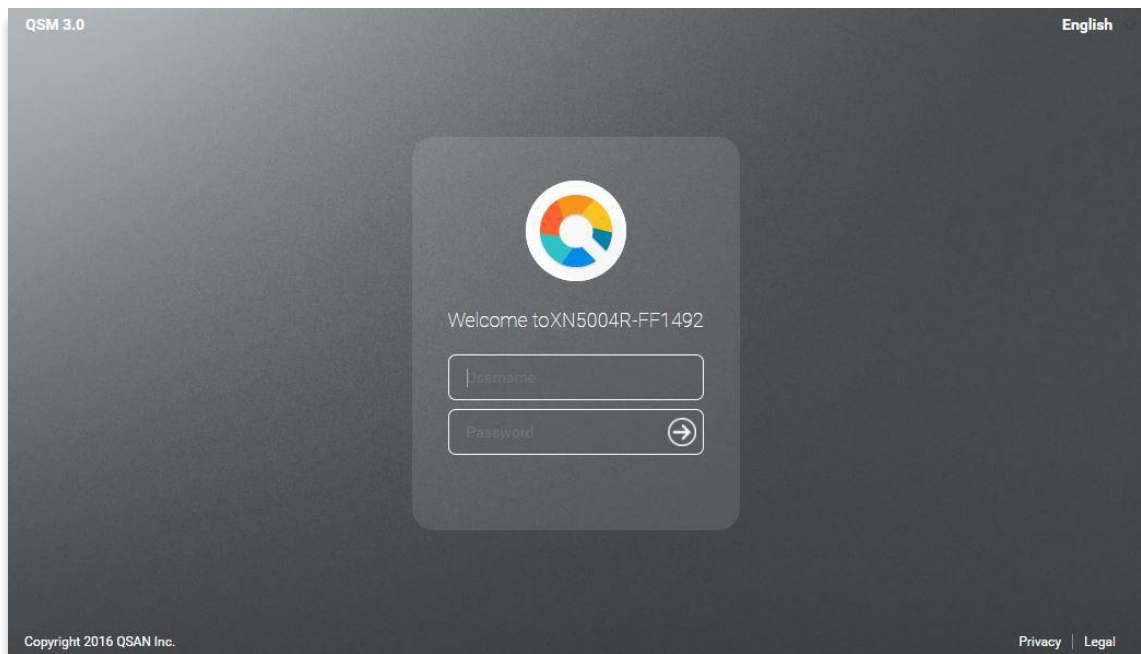 QSM 3.0
English
Welcome toXN5004R-FF1492
Username
Password
Copyright 2016 QSAN Inc.
Privacy | Legal